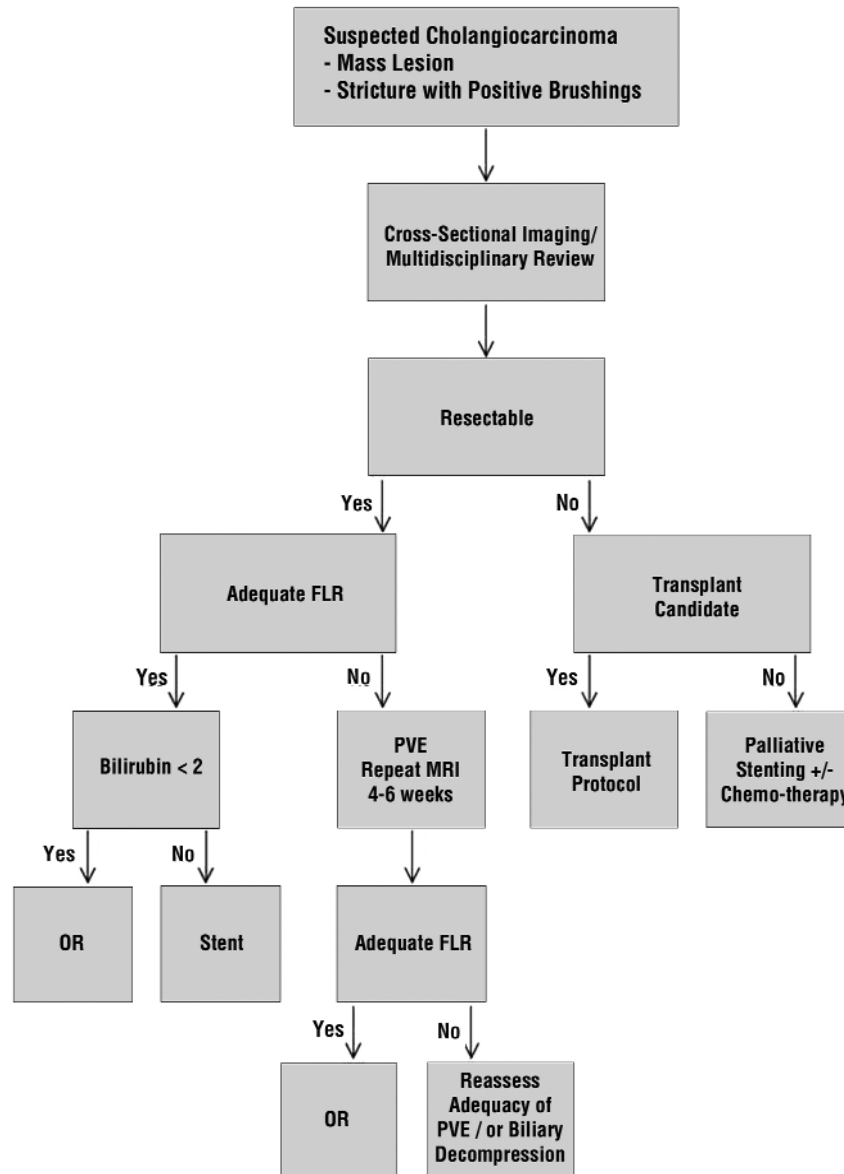 Suspected Cholangiocarcinoma
- Mass Lesion
- Stricture with Positive Brushings
Cross-Sectional Imaging/
Multidisciplinary Review
Resectable
Yes
No
Adequate FLR
Transplant
Candidate
Yes
No
Yes
No
Bilirubin < 2
PVE
Repeat MRI
4-6 weeks
Transplant
Protocol
Palliative
Stenting +/-
Chemo-therapy
Yes
No
OR
Stent
Adequate FLR
Yes
No
OR
Reassess
Adequacy of
PVE / or Biliary
Decompression